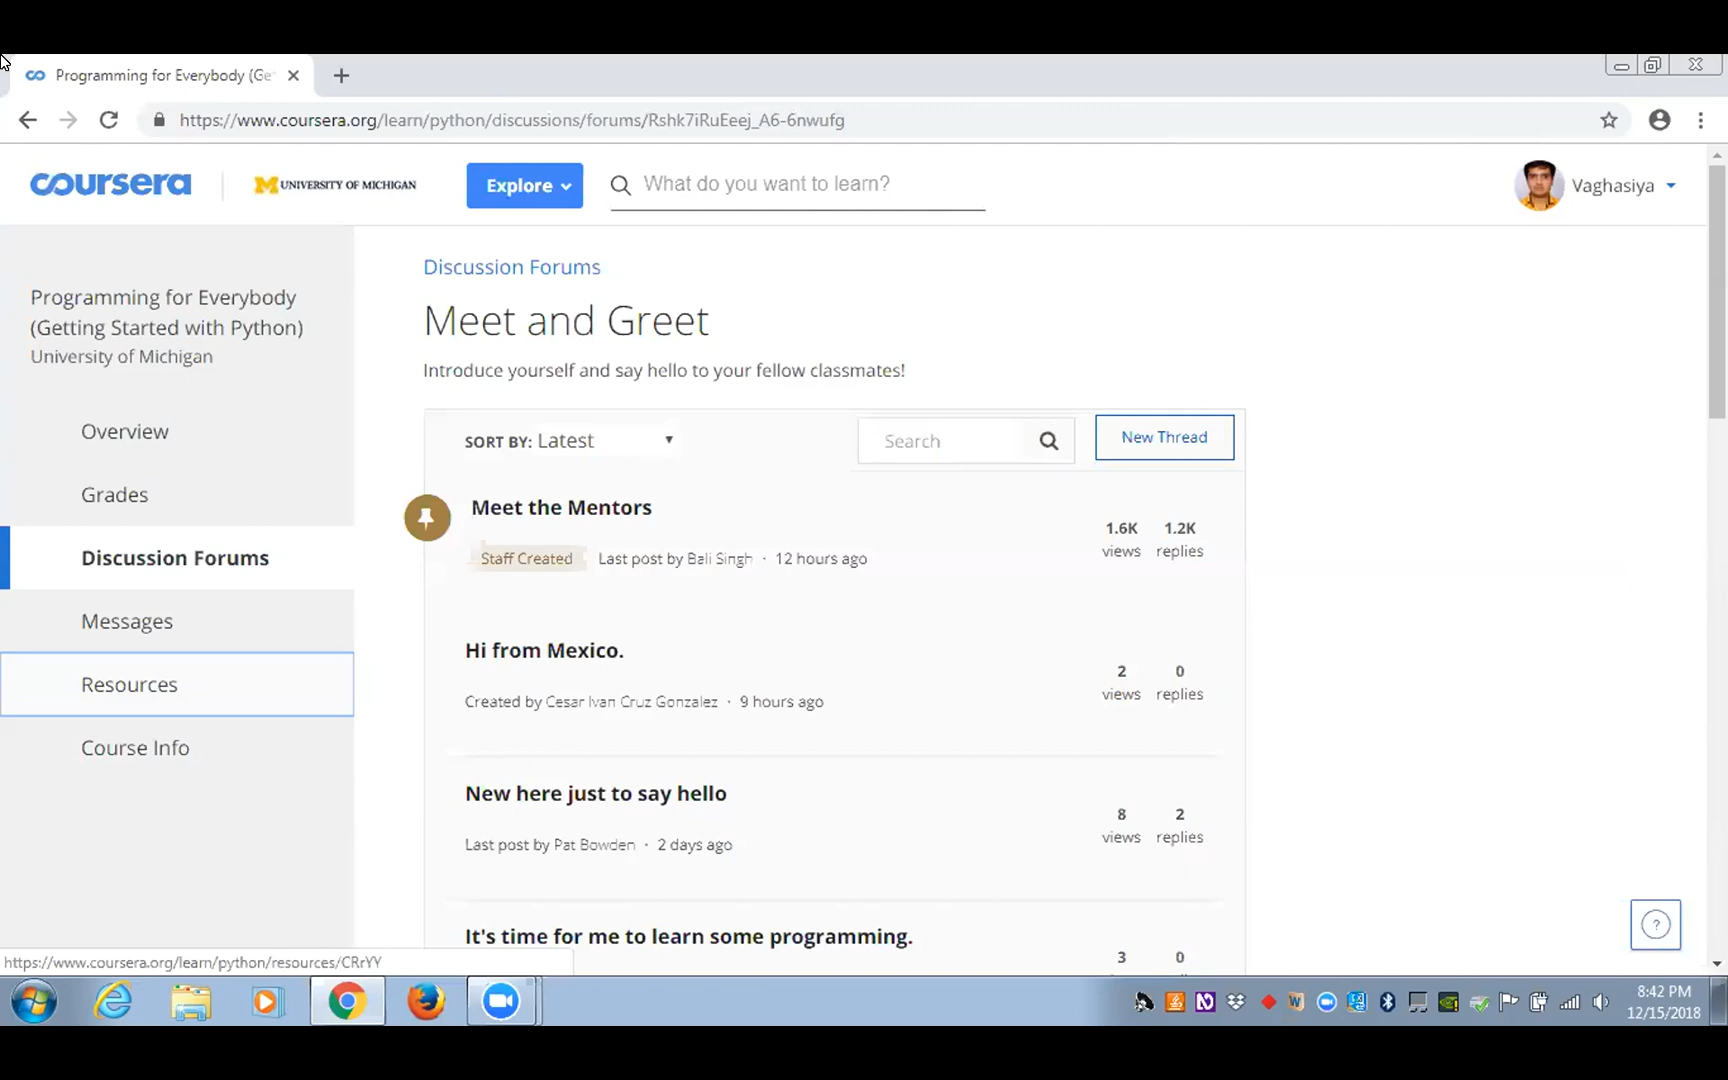 Programming for Everybody (Ge
https://www.coursera.org/learn/python/discussions/forums/Rshk7iRuEeej_A6-6nwufg
coursera
UNIVERSITY OF MICHIGAN
Explore
What do you want to learn?
Vaghasiya
Programming for Everybody
(Getting Started with Python)
University of Michigan
Overview
Grades
Discussion Forums
Messages
Resources
Course Info
Discussion Forums
Meet and Greet
Introduce yourself and say hello to your fellow classmates!
SORT BY: Latest
Search
New Thread
Meet the Mentors
Staff Created Last post by Bali Singh · 12 hours ago
1.6K views
1.2K replies
Hi from Mexico.
Created by Cesar Ivan Cruz Gonzalez · 9 hours ago
2 views
0 replies
New here just to say hello
Last post by Pat Bowden · 2 days ago
8 views
2 replies
It's time for me to learn some programming.
3
0
https://www.coursera.org/learn/python/resources/CRrYY
8:42 PM
12/15/2018